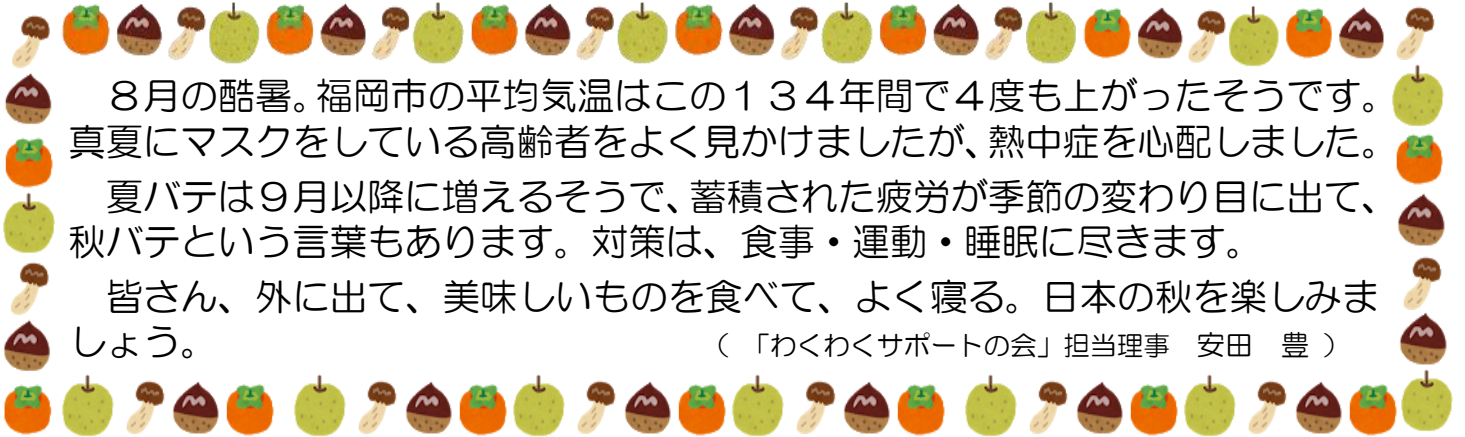 ８月の酷暑。福岡市の平均気温はこの１３４年間で４度も上がったそうです。
真夏にマスクをしている高齢者をよく見かけましたが、熱中症を心配しました。
　夏バテは９月以降に増えるそうで、蓄積された疲労が季節の変わり目に出て、
秋バテという言葉もあります。対策は、食事・運動・睡眠に尽きます。
　皆さん、外に出て、美味しいものを食べて、よく寝る。日本の秋を楽しみま
しょう。　（「わくわくサポートの会」担当理事　安田　豊）